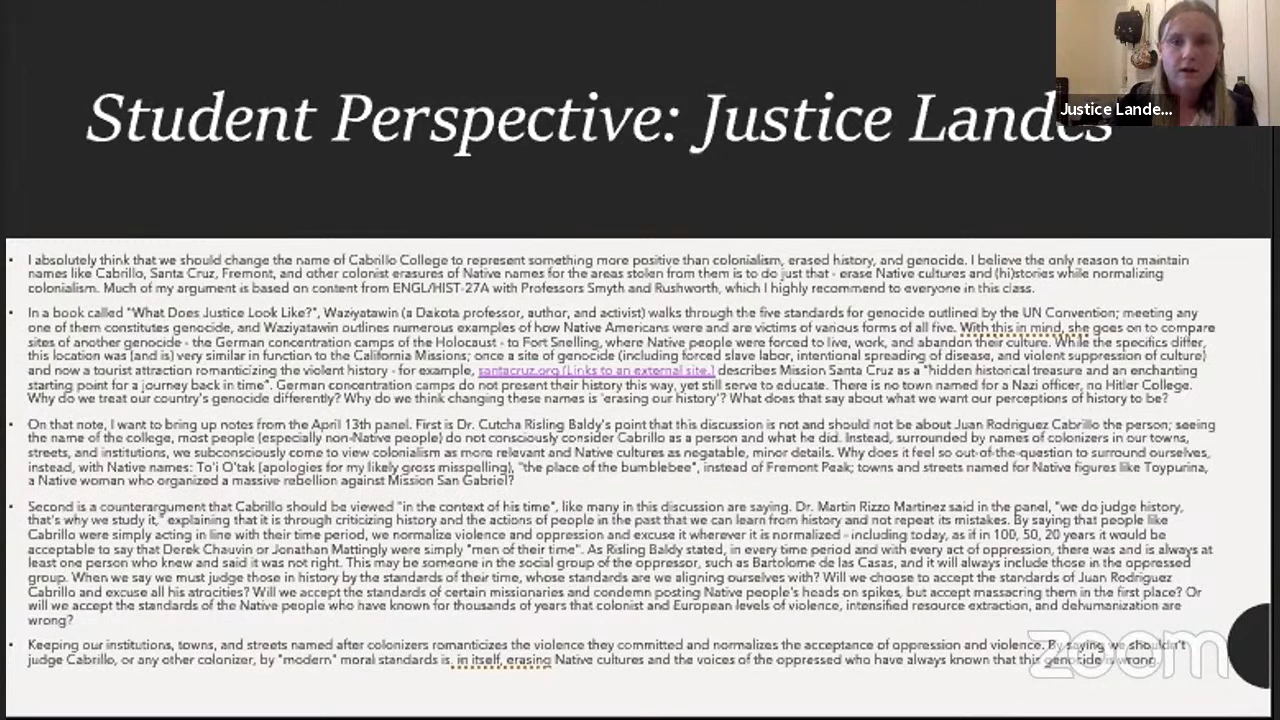 Student Perspective: Justice Landes
Justice Lande...
• I absolutely think that we should change the name of Cabrillo College to represent something more positive than colonialism, erased history, and genocide. I believe the only reason to maintain
names like Cabrillo, Santa Cruz, Fremont, and other colonist erasures of Native names for the areas stolen from them is to do just that - erase Native cultures and (hi)stories while normalizing
colonialism. Much of my argument is based on content from ENGL/HIST-27A with Professors Smyth and Rushworth, which I highly recommend to everyone in this class.
• In a book called "What Does Justice Look Like?", Waziyatawin (a Dakota professor, author, and activist) walks through the five standards for genocide outlined by the UN Convention; meeting any
one of them constitutes genocide, and Waziyatawin outlines numerous examples of how Native Americans were and are victims of various forms of all five. With this in mind, she goes on to compare
sites of another genocide - the German concentration camps of the Holocaust - to Fort Snelling, where Native people were forced to live, work, and abandon their culture. While the specifics differ,
this location was (and is) very similar in function to the California Missions; once a site of genocide (including forced slave labor, intentional spreading of disease, and violent suppression of culture)
and now a tourist attraction romanticizing the violent history - for example, santacruz.org (Links to an external site.) describes Mission Santa Cruz as a "hidden historical treasure and an enchanting
starting point for a journey back in time". German concentration camps do not present their history this way, yet still serve to educate. There is no town named for a Nazi officer, no Hitler College.
Why do we treat our country's genocide differently? Why do we think changing these names is 'erasing our history'? What does that say about what we want our perceptions of history to be?
• On that note, I want to bring up notes from the April 13th panel. First is Dr. Cutcha Risling Baldy's point that this discussion is not and should not be about Juan Rodriguez Cabrillo the person; seeing
the name of the college, most people (especially non-Native people) do not consciously consider Cabrillo as a person and what he did. Instead, surrounded by names of colonizers in our towns,
streets, and institutions, we subconsciously come to view colonialism as more relevant and Native cultures as negatable, minor details. Why does it feel so out-of-the-question to surround ourselves,
instead, with Native names: To'i O'tak (apologies for my likely gross misspelling), "the place of the bumblebee", instead of Fremont Peak; towns and streets named for Native figures like Toypurina,
a Native woman who organized a massive rebellion against Mission San Gabriel?
• Second is a counterargument that Cabrillo should be viewed "in the context of his time", like many in this discussion are saying. Dr. Martin Rizzo Martinez said in the panel, "we do judge history,
that's why we study it," explaining that it is through criticizing history and the actions of people in the past that we can learn from history and not repeat its mistakes. By saying that people like
Cabrillo were simply acting in line with their time period, we normalize violence and oppression and excuse it wherever it is normalized - including today, as if in 100, 50, 20 years it would be
acceptable to say that Derek Chauvin or Jonathan Mattingly were simply "men of their time". As Risling Baldy stated, in every time period and with every act of oppression, there was and is always at
least one person who knew and said it was not right. This may be someone in the social group of the oppressor, such as Bartolome de las Casas, and it will always include those in the oppressed
group. When we say we must judge those in history by the standards of their time, whose standards are we aligning ourselves with? Will we choose to accept the standards of Juan Rodriguez
Cabrillo and excuse all his atrocities? Will we accept the standards of certain missionaries and condemn posting Native people's heads on spikes, but accept massacring them in the first place? Or
will we accept the standards of the Native people who have known for thousands of years that colonist and European levels of violence, intensified resource extraction, and dehumanization are
wrong?
• Keeping our institutions, towns, and streets named after colonizers romanticizes the violence they committed and normalizes the acceptance of oppression and violence. By saying we shouldn't
judge Cabrillo, or any other colonizer, by "modern" moral standards is, in itself, erasing Native cultures and the voices of the oppressed who have always known that this genocide is wrong.
zoom